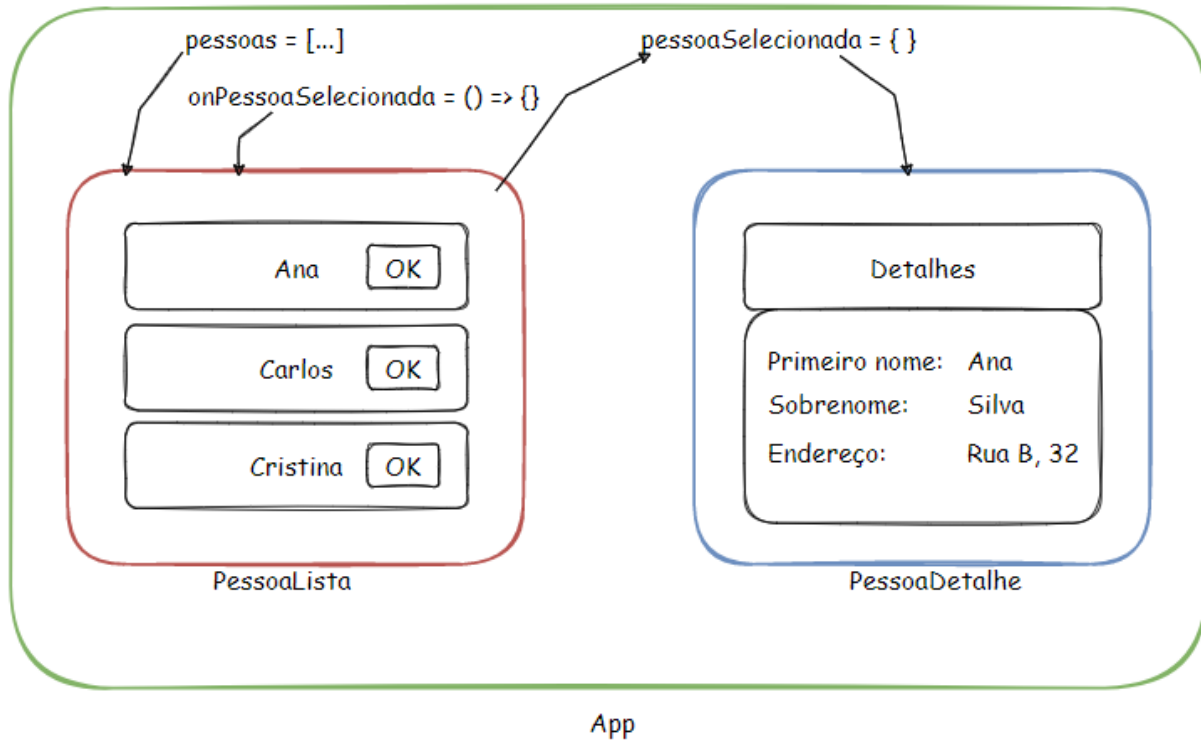 pessoas = [...]
pessoaSelecionada = { }
onPessoaSelecionada = () => {}
Ana
OK
Carlos
OK
Cristina
OK
PessoaLista
Detalhes
Primeiro nome: Ana
Sobrenome: Silva
Endereço: Rua B, 32
PessoaDetalhe
App